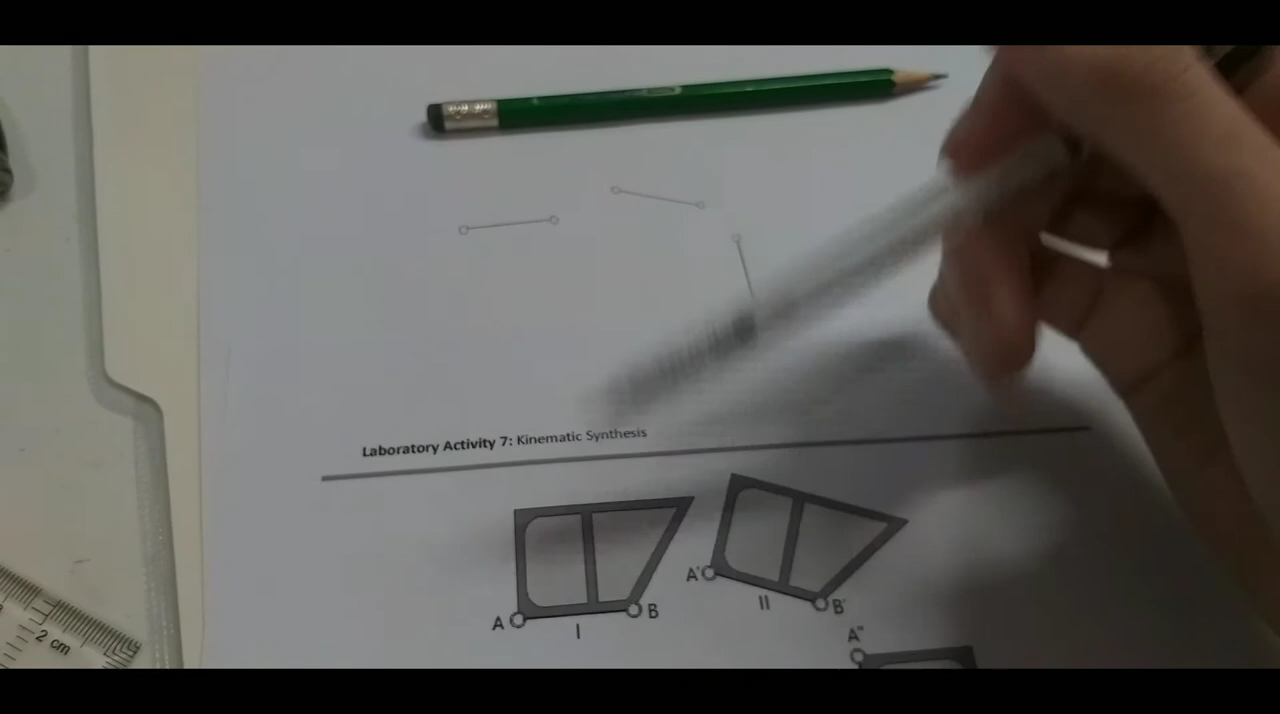 Laboratory Activity 7: Kinematic Synthesis
A I B
A' II B'
A"
2 cm